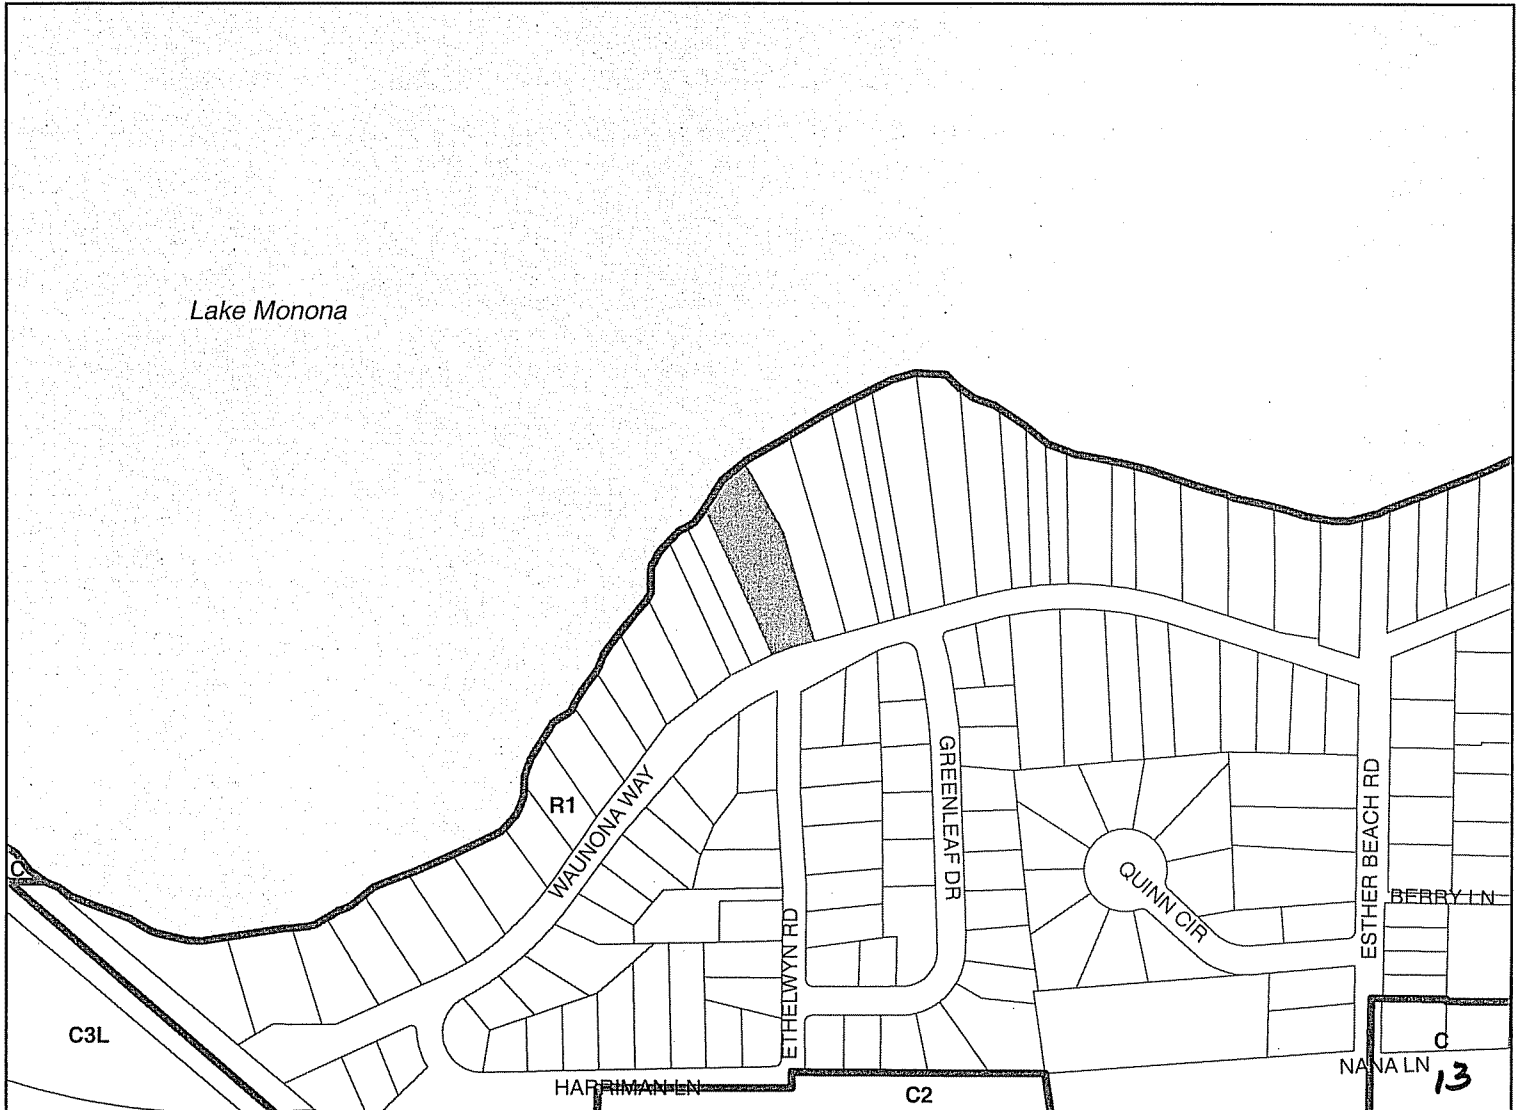 Lake Monona
R1
WAUNONA WAY
GREENLEAF DR
ESTHER BEACH RD
QUINN CIR
BERRY LN
ETHELWYN RD
C
C3L
HARRIMAN LN
C2
NANA LN
C
13